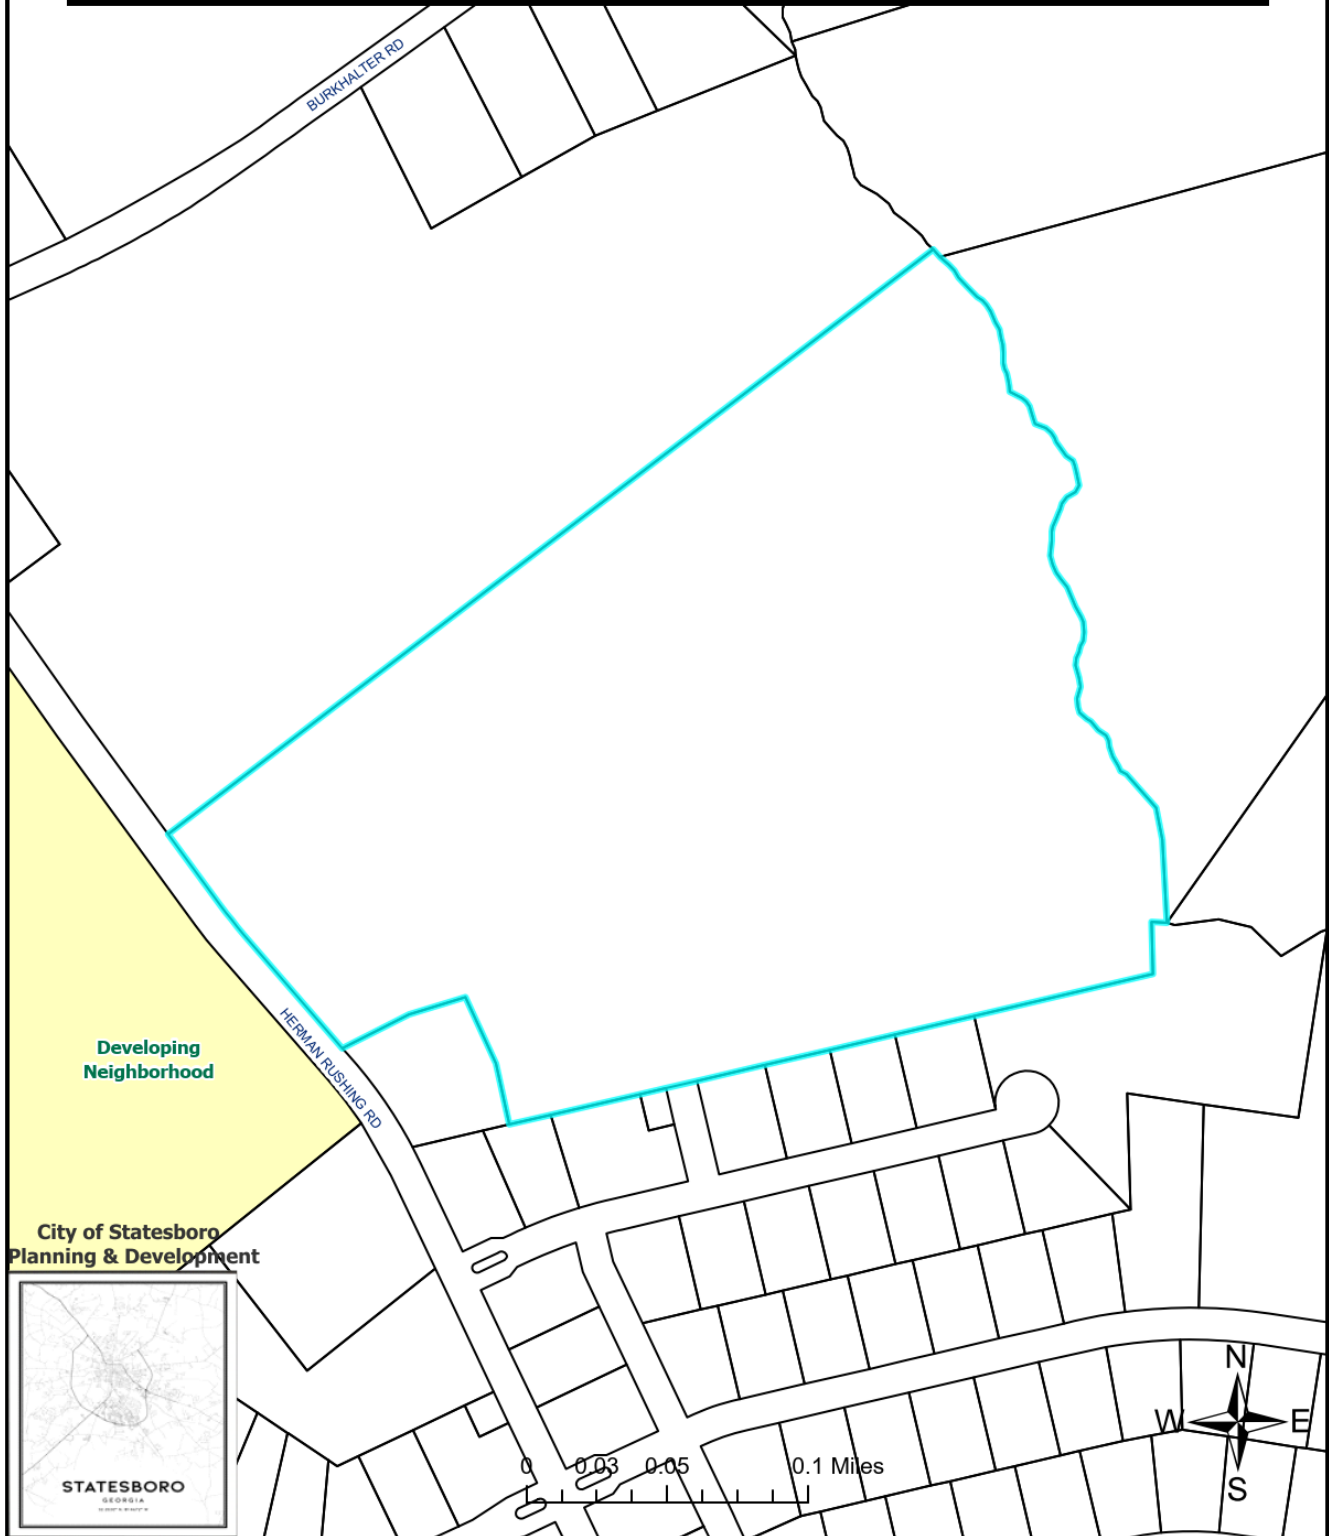 BURKHALTER RD
HERMAN RUSHING RD
Developing
Neighborhood
City of Statesboro
Planning & Development
STATESBORO
GEORGIA
0 0.03 0.05 0.1 Miles
N
W E
S